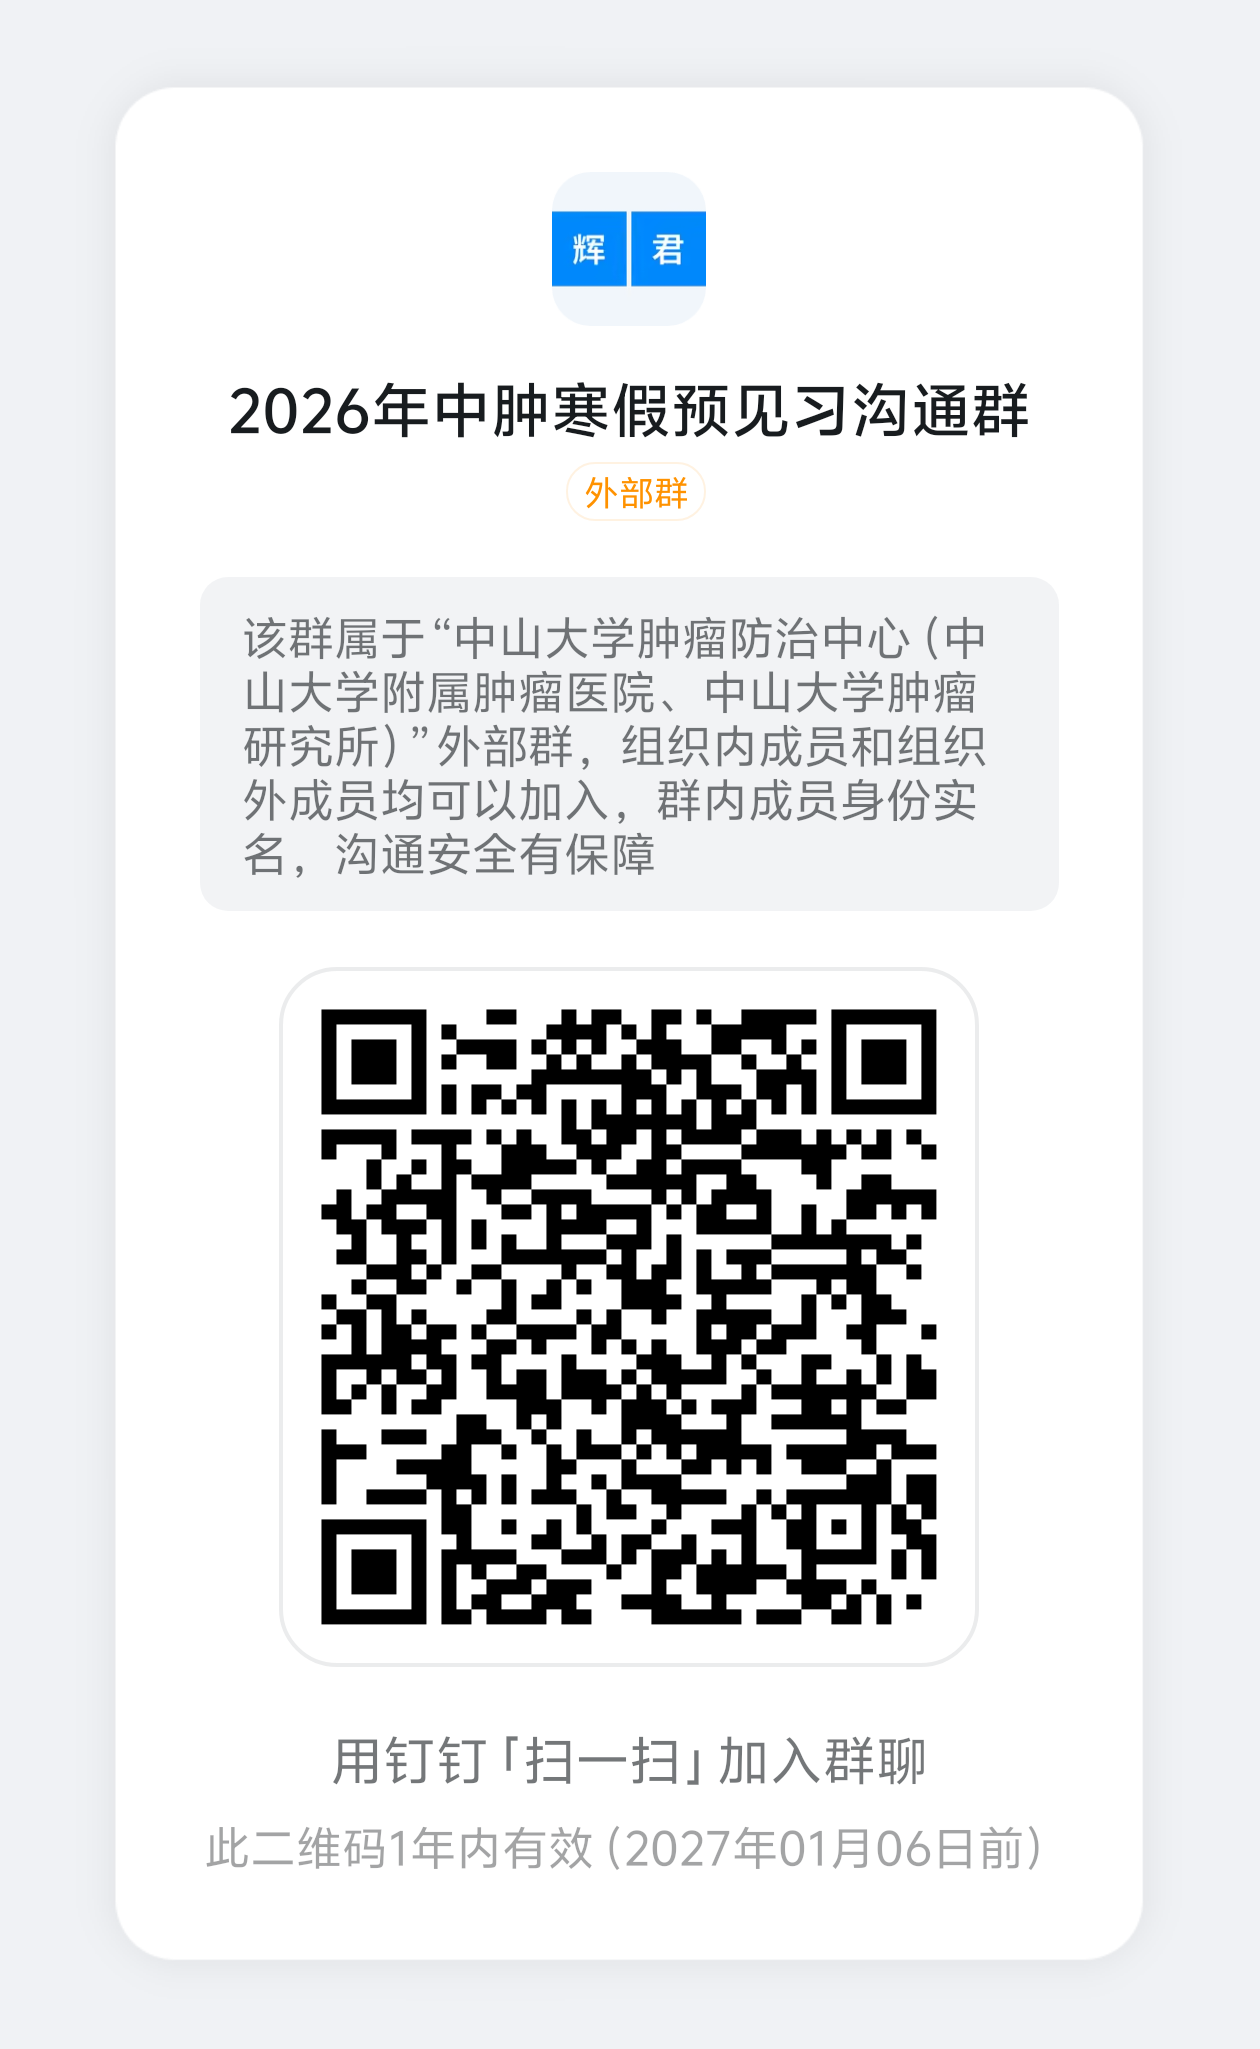 辉 君
2026年中肿寒假预见习沟通群
外部群
该群属于“中山大学肿瘤防治中心（中
山大学附属肿瘤医院、中山大学肿瘤
研究所）”外部群，组织内成员和组织
外成员均可以加入，群内成员身份实
名，沟通安全有保障
用钉钉「扫一扫」加入群聊
此二维码1年内有效（2027年01月06日前）